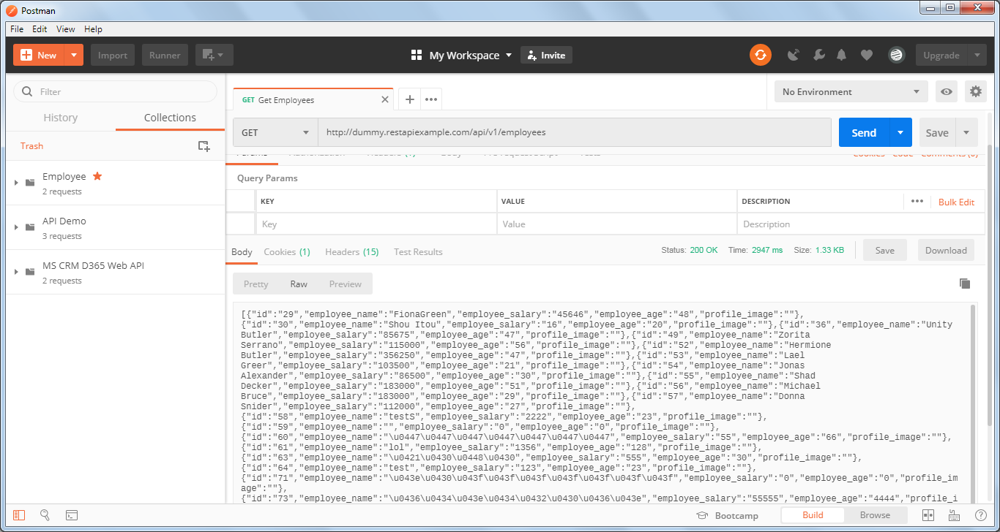 Postman
File Edit View Help
New Import Runner My Workspace Invite Upgrade
Filter
History Collections
Trash
Employee
2 requests
API Demo
3 requests
MS CRM D365 Web API
2 requests
GET Get Employees No Environment
GET http://dummy.restapiexample.com/api/v1/employees Send Save
Params Authorization Headers (1) Body Pre-request Script Tests Cookies Code Comments (0)
Query Params
KEY VALUE DESCRIPTION Bulk Edit
Key Value Description
Body Cookies (1) Headers (15) Test Results Status: 200 OK Time: 2947 ms Size: 1.33 KB Save Download
Pretty Raw Preview
[{"id":"29","employee_name":"FionaGreen","employee_salary":"45646","employee_age":"48","profile_image":""},
{"id":"30","employee_name":"Shou Itou","employee_salary":"16","employee_age":"20","profile_image":""},{"id":"36","employee_name":"Unity
Butler","employee_salary":"85675","employee_age":"47","profile_image":""},{"id":"49","employee_name":"Zorita
Serrano","employee_salary":"115000","employee_age":"56","profile_image":""},{"id":"52","employee_name":"Hermione
Butler","employee_salary":"356250","employee_age":"47","profile_image":""},{"id":"53","employee_name":"Lael
Greer","employee_salary":"103500","employee_age":"21","profile_image":""},{"id":"54","employee_name":"Jonas
Alexander","employee_salary":"86500","employee_age":"30","profile_image":""},{"id":"55","employee_name":"Shad
Decker","employee_salary":"183000","employee_age":"51","profile_image":""},{"id":"56","employee_name":"Michael
Bruce","employee_salary":"183000","employee_age":"29","profile_image":""},{"id":"57","employee_name":"Donna
Snider","employee_salary":"112000","employee_age":"27","profile_image":""},
{"id":"58","employee_name":"testS","employee_salary":"2222","employee_age":"23","profile_image":""},
{"id":"59","employee_name":"","employee_salary":"0","employee_age":"0","profile_image":""},
{"id":"60","employee_name":"\u0447\u0447\u0447\u0447\u0447\u0447\u0447","employee_salary":"55","employee_age":"66","profile_image":""},
{"id":"61","employee_name":"lol","employee_salary":"1356","employee_age":"128","profile_image":""},
{"id":"63","employee_name":"\u0421\u0430\u0448\u0430","employee_salary":"555","employee_age":"30","profile_image":""},
{"id":"64","employee_name":"test","employee_salary":"123","employee_age":"23","profile_image":""},
{"id":"71","employee_name":"\u043e\u0430\u043f\u043f\u043f\u043f\u043f\u043f\u043f","employee_salary":"0","employee_age":"0","profile_im
age":""},
{"id":"73","employee_name":"\u0436\u0434\u043e\u0434\u0432\u0430\u0436\u043e","employee_salary":"55555","employee_age":"4444","profile_i
Bootcamp Build Browse